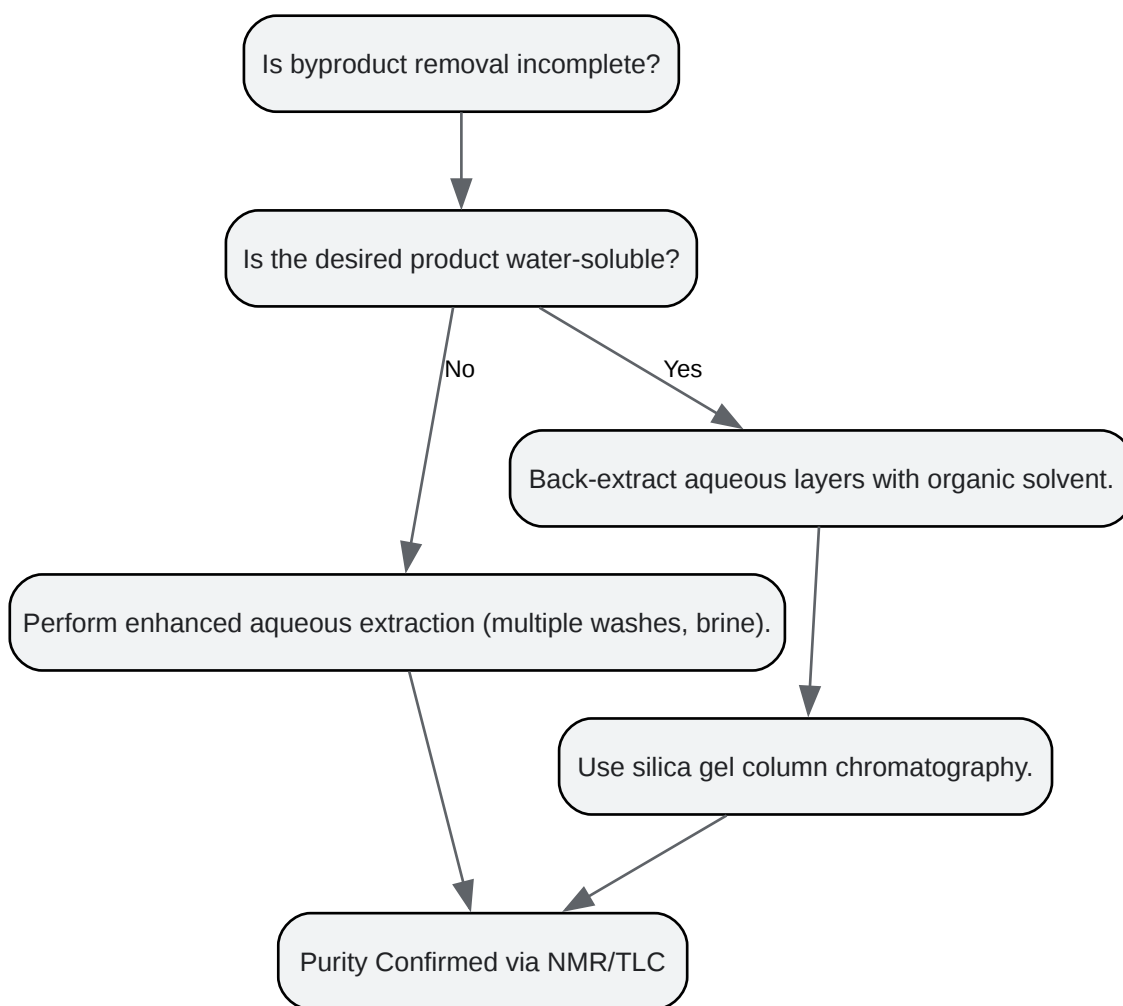 Is byproduct removal incomplete?
Is the desired product water-soluble?
No
Yes
Back-extract aqueous layers with organic solvent.
Perform enhanced aqueous extraction (multiple washes, brine).
Use silica gel column chromatography.
Purity Confirmed via NMR/TLC